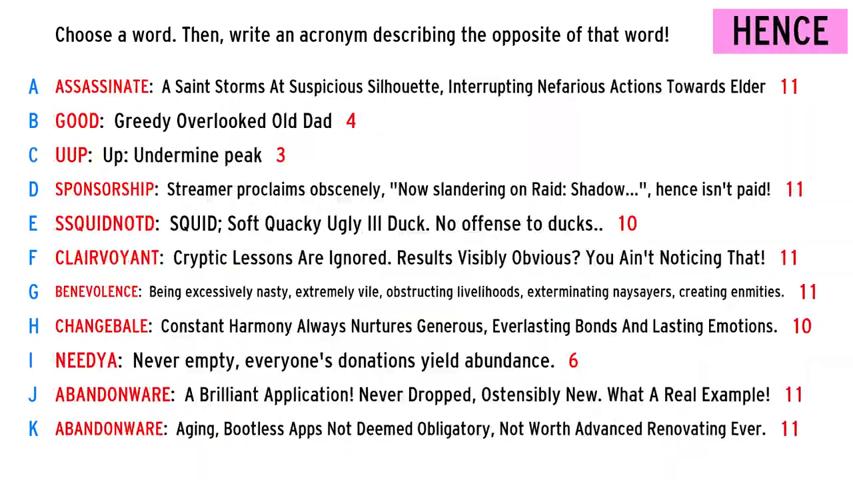 Choose a word. Then, write an acronym describing the opposite of that word!
HENCE
A ASSASSINATE: A Saint Storms At Suspicious Silhouette, Interrupting Nefarious Actions Towards Elder 11
B GOOD: Greedy Overlooked Old Dad 4
C UUP: Up: Undermine peak 3
D SPONSORSHIP: Streamer proclaims obscenely, "Now slandering on Raid: Shadow...", hence isn't paid! 11
E SSQUIDNOTD: SQUID; Soft Quacky Ugly Ill Duck. No offense to ducks.. 10
F CLAIRVOYANT: Cryptic Lessons Are Ignored. Results Visibly Obvious? You Ain't Noticing That! 11
G BENEVOLENCE: Being excessively nasty, extremely vile, obstructing livelihoods, exterminating naysayers, creating enmities. 11
H CHANGEBALE: Constant Harmony Always Nurtures Generous, Everlasting Bonds And Lasting Emotions. 10
I NEEDYA: Never empty, everyone's donations yield abundance. 6
J ABANDONWARE: A Brilliant Application! Never Dropped, Ostensibly New. What A Real Example! 11
K ABANDONWARE: Aging, Bootless Apps Not Deemed Obligatory, Not Worth Advanced Renovating Ever. 11